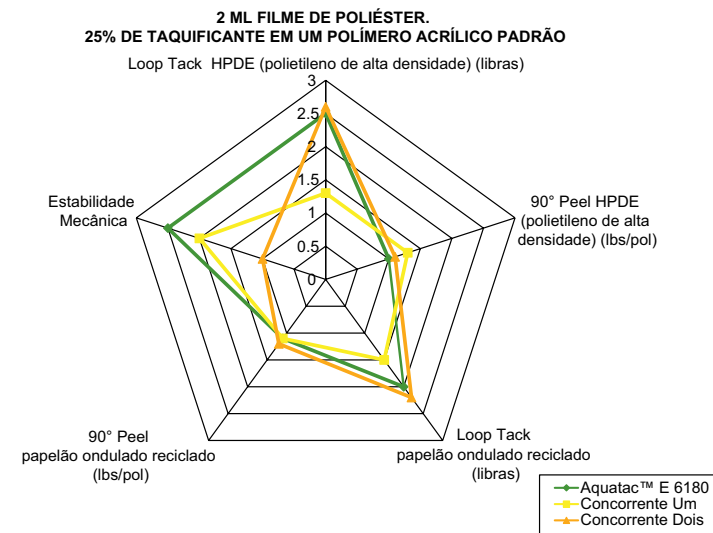 2 ML FILME DE POLIÉSTER.
25% DE TAQUIFICANTE EM UM POLÍMERO ACRÍLICO PADRÃO
Loop Tack HPDE (polietileno de alta densidade) (libras)
3
2.5
2
1.5
1
0.5
0
90° Peel HPDE
(polietileno de alta
densidade) (lbs/pol)
Loop Tack
papelão ondulado reciclado
(libras)
90° Peel
papelão ondulado reciclado
(lbs/pol)
Estabilidade
Mecânica
Aquatac™ E 6180
Concorrente Um
Concorrente Dois